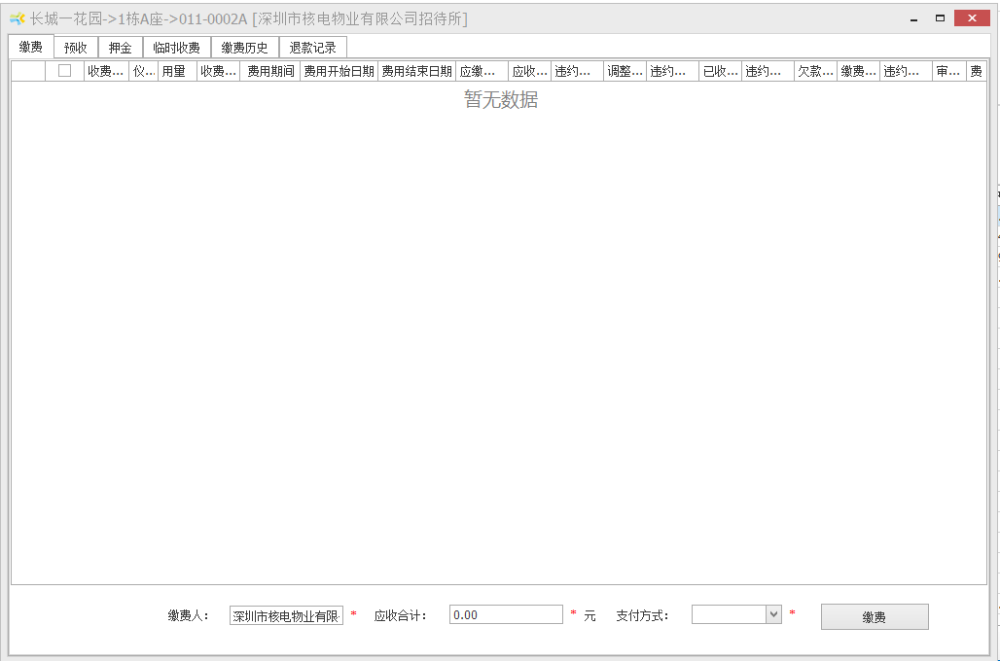 长城一花园->1栋A座->011-0002A [深圳市核电物业有限公司招待所]
缴费 预收 押金 临时收费 缴费历史 退款记录
收费... 仪... 用量 收费... 费用期间 费用开始日期 费用结束日期 应缴... 应收... 违约... 调整... 违约... 已收... 违约... 欠款... 缴费... 违约... 审... 费
暂无数据
缴费人： 深圳市核电物业有限 * 应收合计： 0.00 * 元 支付方式： * 缴费